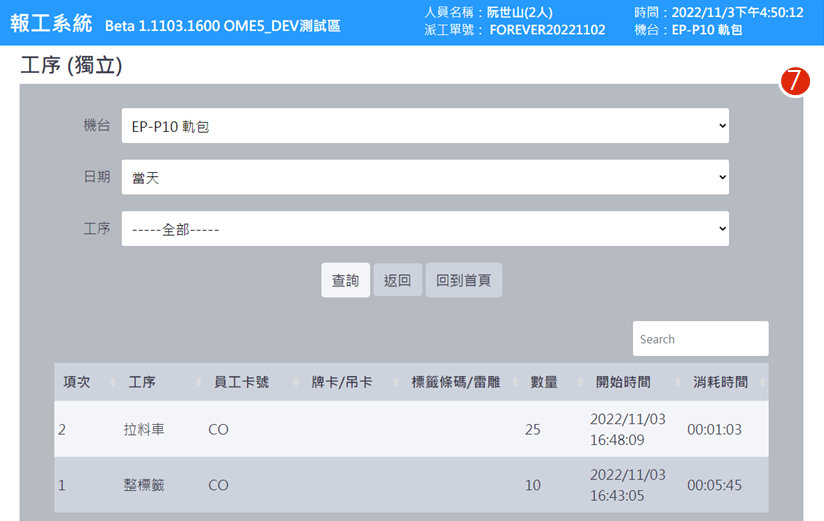 報工系統 Beta 1.1103.1600 OME5_DEV測試區
人員名稱：阮世山(2人)
時間：2022/11/3下午4:50:12
派工單號： FOREVER20221102
機台：EP-P10 軌包
工序 (獨立)
7
機台 EP-P10 軌包
日期 當天
工序 -----全部-----
查詢 返回 回到首頁
Search
項次 工序 員工卡號 牌卡/吊卡 標籤條碼/雷雕 數量 開始時間 消耗時間
2 拉料車 CO 25 2022/11/03 16:48:09 00:01:03
1 整標籤 CO 10 2022/11/03 16:43:05 00:05:45